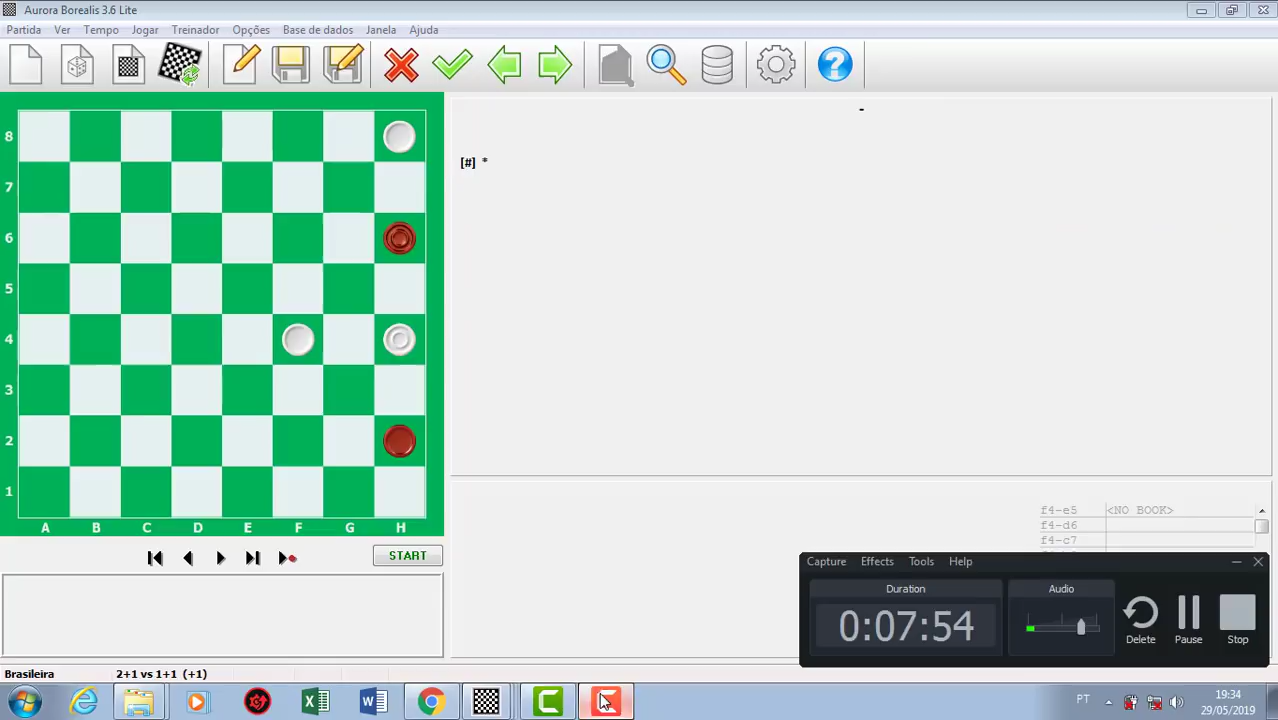 Aurora Borealis 3.6 Lite
Partida Ver Tempo Jogar Treinador Opções Base de dados Janela Ajuda
-
[#] *
8
7
6
5
4
3
2
1
A B C D E F G H
START
f4-e5 <NO BOOK>
f4-d6
f4-c7
Capture Effects Tools Help
Duration Audio
0:07:54
Delete Pause Stop
Brasileira 2+1 vs 1+1 (+1)
PT 19:34
29/05/2019